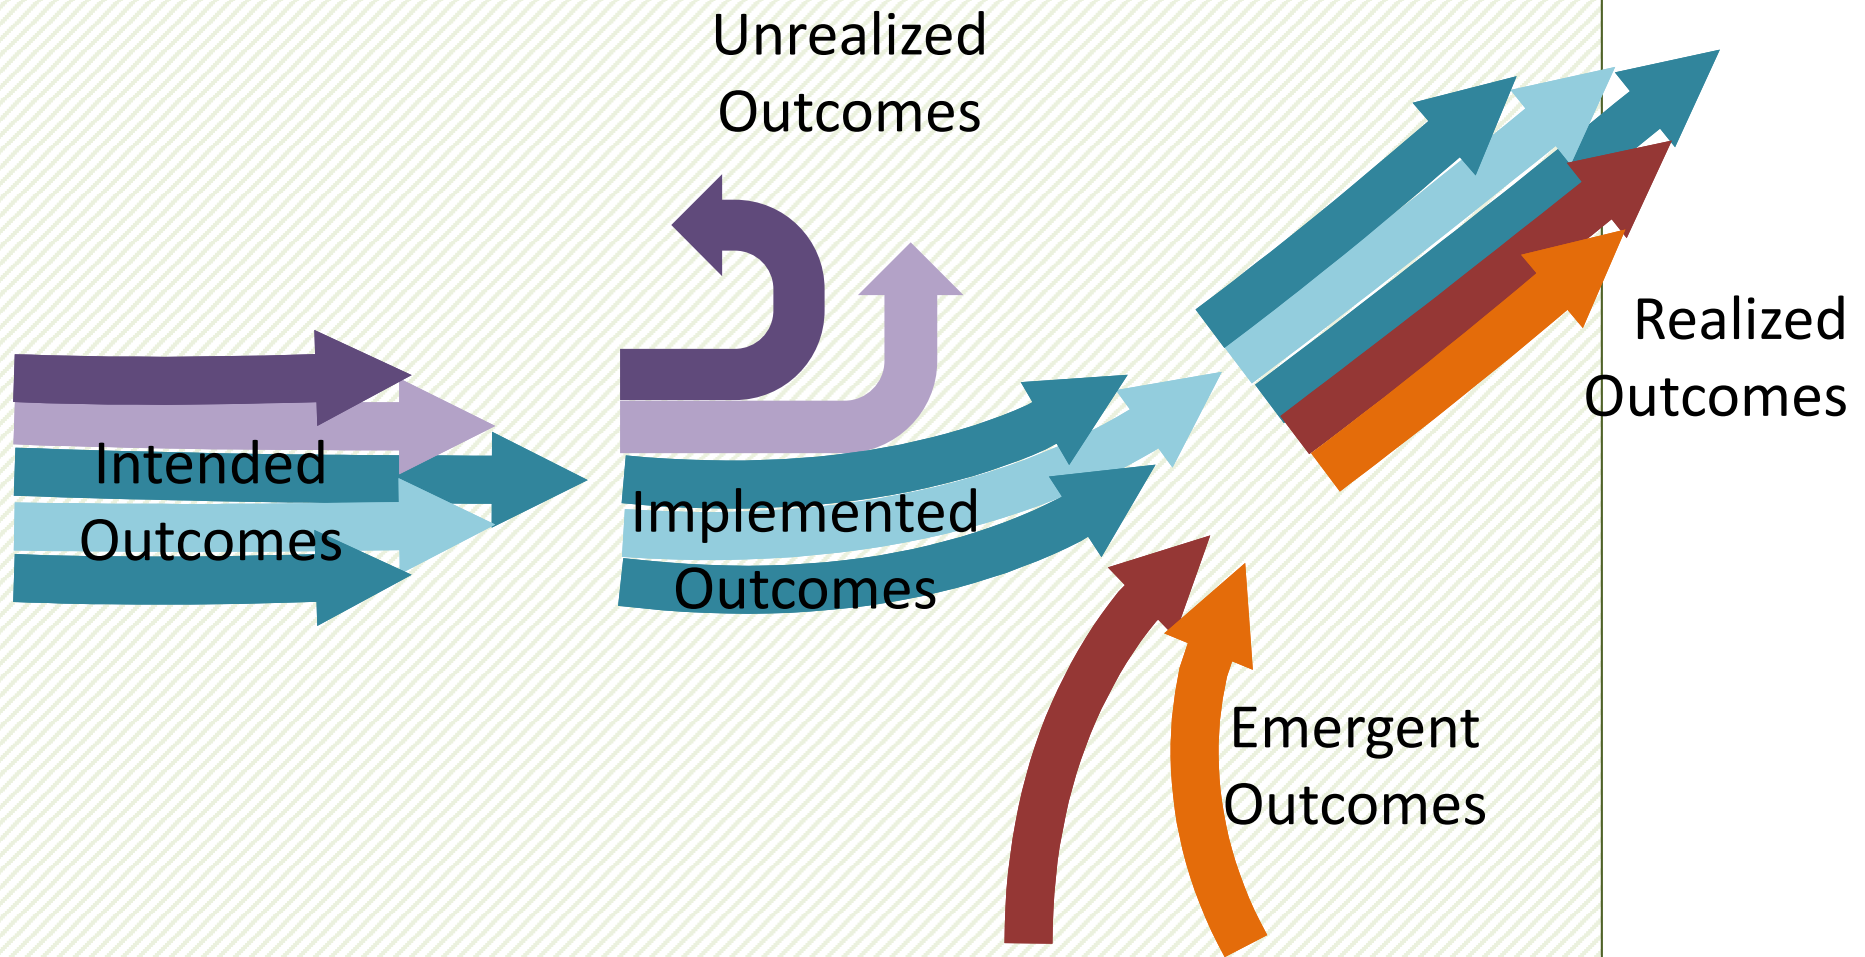 Unrealized
Outcomes
Intended
Outcomes
Implemented
Outcomes
Realized
Outcomes
Emergent
Outcomes